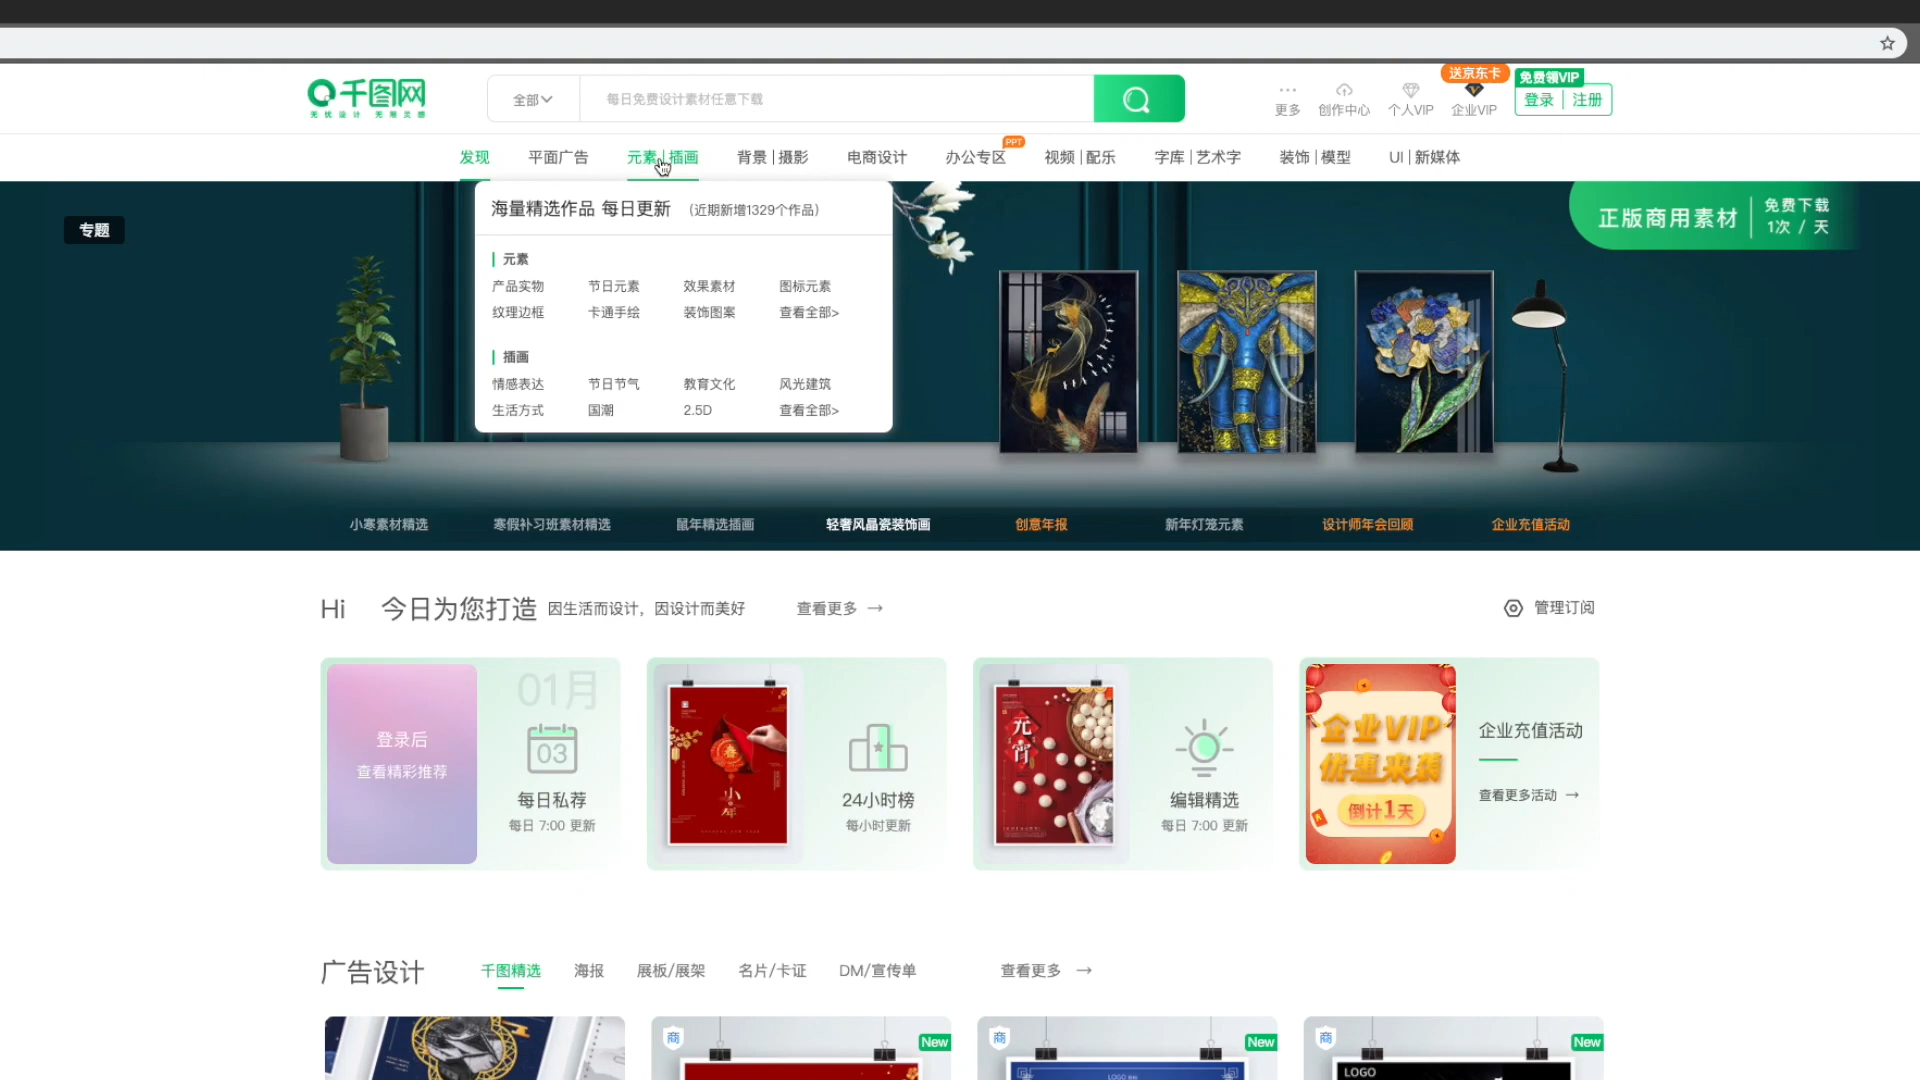 千图网
无忧设计 无限灵感
全部
每日免费设计素材任意下载
更多
创作中心
个人VIP
企业VIP
送京东卡
免费领VIP
登录 | 注册
发现
平面广告
元素 | 插画
背景 | 摄影
电商设计
办公专区
PPT
视频 | 配乐
字库 | 艺术字
装饰 | 模型
UI | 新媒体
专题
海量精选作品 每日更新 (近期新增1329个作品)
元素
产品实物 节日元素 效果素材 图标元素
纹理边框 卡通手绘 装饰图案 查看全部>
插画
情感表达 节日节气 教育文化 风光建筑
生活方式 国潮 2.5D 查看全部>
正版商用素材
免费下载
1次 / 天
小寒素材精选 寒假补习班素材精选 鼠年精选插画 轻奢风晶瓷装饰画 创意年报 新年灯笼元素 设计师年会回顾 企业充值活动
Hi 今日为您打造 因生活而设计，因设计而美好 查看更多 →
管理订阅
登录后
查看精彩推荐
01月
03
每日私荐
每日 7:00 更新
春
小年
24小时榜
每小时更新
元宵
编辑精选
每日 7:00 更新
企业VIP
优惠来袭
倒计1天
企业充值活动
查看更多活动 →
广告设计 千图精选 海报 展板/展架 名片/卡证 DM/宣传单 查看更多 →
商
New
商
LOGO
New
商
LOGO
New